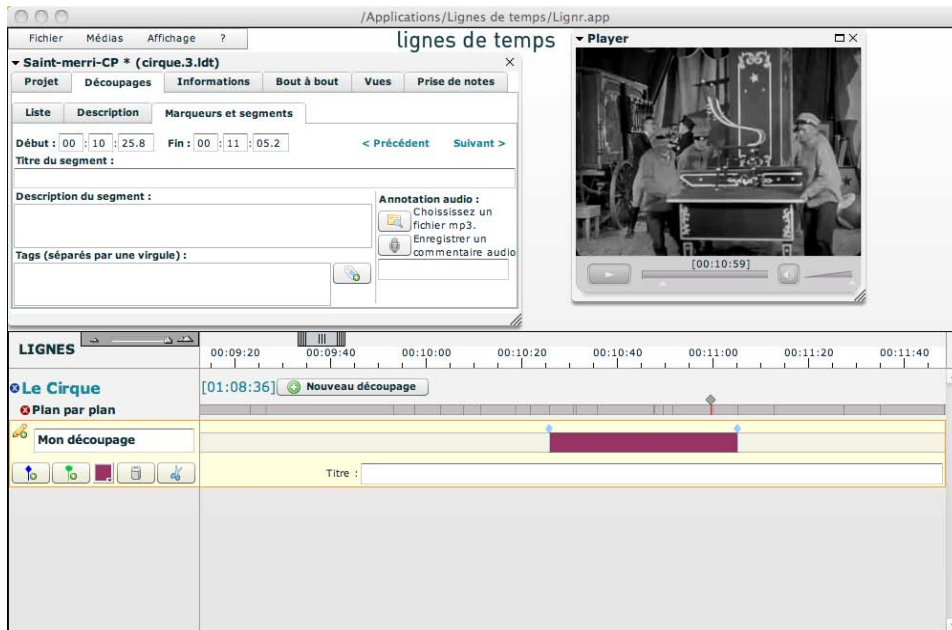 /Applications/Lignes de temps/Lignr.app
Fichier Médias Affichage ?
lignes de temps
Saint-merri-CP * (cirque.3.ldt)
Projet Découpages Informations Bout à bout Vues Prise de notes
Liste Description Marqueurs et segments
Début : 00 : 10 : 25.8 Fin : 00 : 11 : 05.2 < Précédent Suivant >
Titre du segment :
Description du segment :
Annotation audio :
Choississez un
fichier mp3.
Enregistrer un
commentaire audio
Tags (séparés par une virgule) :
Player
[00:10:59]
LIGNES
00:09:20 00:09:40 00:10:00 00:10:20 00:10:40 00:11:00 00:11:20 00:11:40
Le Cirque [01:08:36] Nouveau découpage
Plan par plan
Mon découpage
Titre :